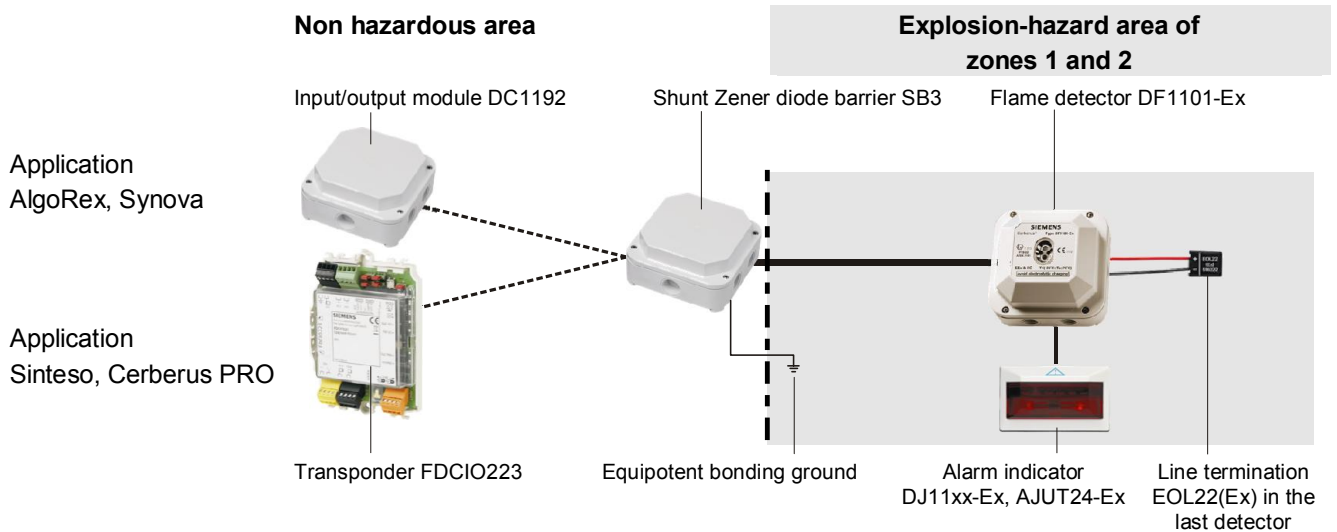 Non hazardous area
Explosion-hazard area of
zones 1 and 2
Input/output module DC1192
Shunt Zener diode barrier SB3
Flame detector DF1101-Ex
Application
AlgoRex, Synova
SIEMENS
EOL22
(Ex)
SIEMENS
Application
Sinteso, Cerberus PRO
Transponder FDCIO223
Equipotent bonding ground
Alarm indicator
DJ11xx-Ex, AJUT24-Ex
Line termination
EOL22(Ex) in the
last detector